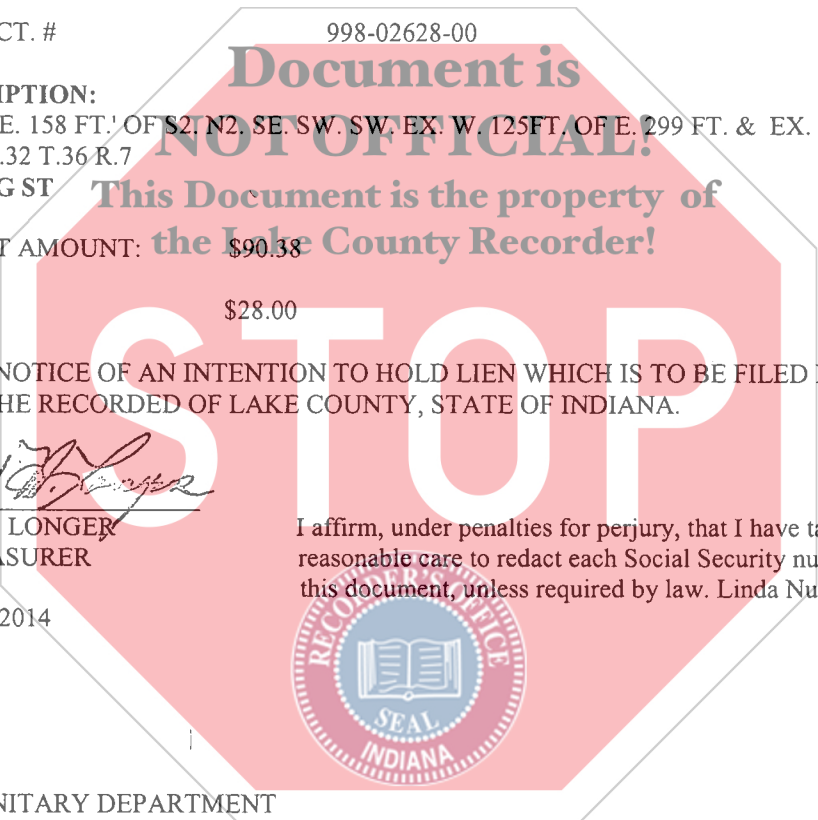 CT. # 998-02628-00
Document is
IPTION:
E. 158 FT.' OF S2. N2. SE. SW. SW. EX. W. 125FT. OF E. 299 FT. & EX.
NOT OFFICIAL!
.32 T.36 R.7
G ST
This Document is the property of
T AMOUNT: $90.38
the Lake County Recorder!
$28.00
STOP
NOTICE OF AN INTENTION TO HOLD LIEN WHICH IS TO BE FILED
HE RECORDED OF LAKE COUNTY, STATE OF INDIANA.
LONGER
ASURER
I affirm, under penalties for perjury, that I have ta
reasonable care to redact each Social Security nu
this document, unless required by law. Linda Nu
2014
RECORDER'S OFFICE
SEAL
INDIANA
NITARY DEPARTMENT